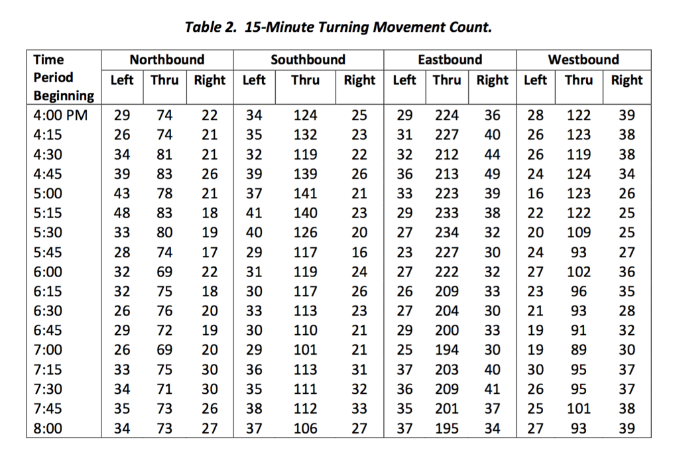 Table 2. 15-Minute Turning Movement Count.
Time Northbound Southbound Eastbound Westbound
Period Left Thru Right Left Thru Right Left Thru Right Left Thru Right
Beginning
4:00 PM 29 74 22 34 124 25 29 224 36 28 122 39
4:15 26 74 21 35 132 23 31 227 40 26 123 38
4:30 34 81 21 32 119 22 32 212 44 26 119 38
4:45 39 83 26 39 139 26 36 213 49 24 124 34
5:00 43 78 21 37 141 21 33 223 39 16 123 26
5:15 48 83 18 41 140 23 29 233 38 22 122 25
5:30 33 80 19 40 126 20 27 234 32 20 109 25
5:45 28 74 17 29 117 16 23 227 30 24 93 27
6:00 32 69 22 31 119 24 27 222 32 27 102 36
6:15 32 75 18 30 117 26 26 209 33 23 96 35
6:30 26 76 20 33 113 23 27 204 30 21 93 28
6:45 29 72 19 30 110 21 29 200 33 19 91 32
7:00 26 69 20 29 101 21 25 194 30 19 89 30
7:15 33 75 30 36 113 31 37 203 40 30 95 37
7:30 34 71 30 35 111 32 36 209 41 26 95 37
7:45 35 73 26 38 112 33 35 201 37 25 101 38
8:00 34 73 27 37 106 27 37 195 34 27 93 39